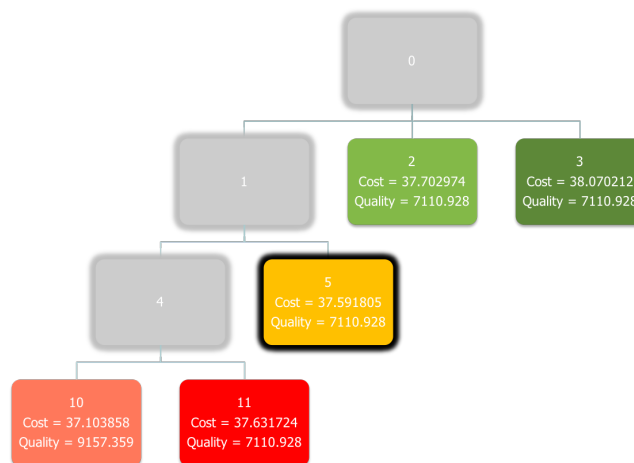 0
1
2
Cost = 37.702974
Quality = 7110.928
3
Cost = 38.070212
Quality = 7110.928
4
5
Cost = 37.591805
Quality = 7110.928
10
Cost = 37.103858
Quality = 9157.359
11
Cost = 37.631724
Quality = 7110.928